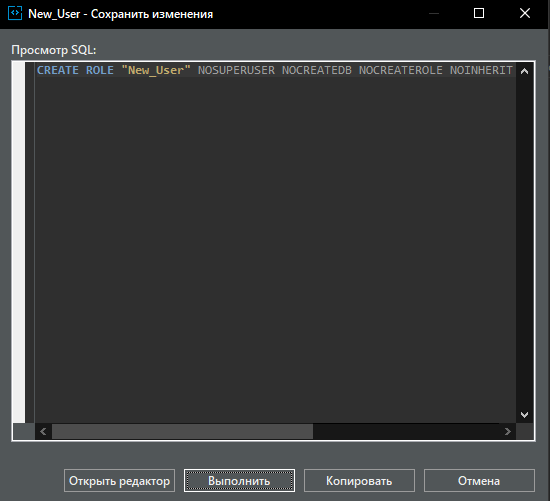 New_User - Сохранить изменения
Просмотр SQL:
CREATE ROLE "New_User" NOSUPERUSER NOCREATEDB NOCREATEROLE NOINHERIT
Открыть редактор
Выполнить
Копировать
Отмена